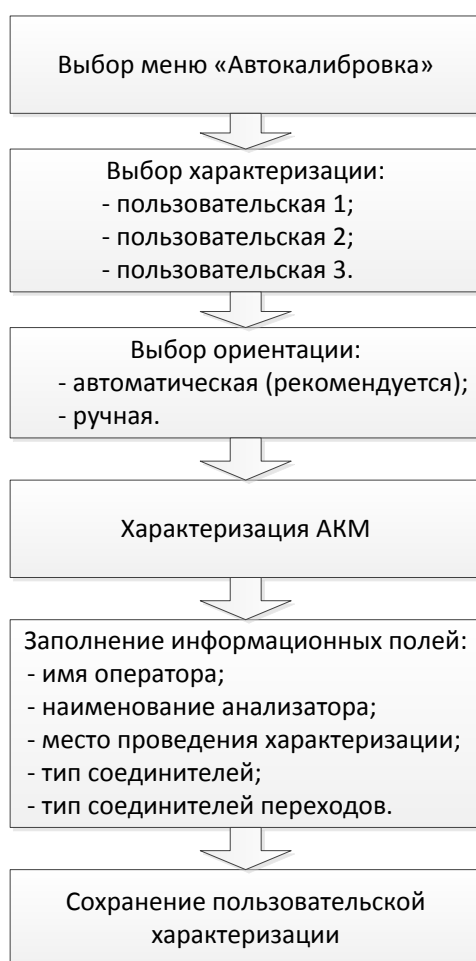 Выбор меню «Автокалибровка»
Выбор характеризации:
- пользовательская 1;
- пользовательская 2;
- пользовательская 3.
Выбор ориентации:
- автоматическая (рекомендуется);
- ручная.
Характеризация АКМ
Заполнение информационных полей:
- имя оператора;
- наименование анализатора;
- место проведения характеризации;
- тип соединителей;
- тип соединителей переходов.
Сохранение пользовательской
характеризации